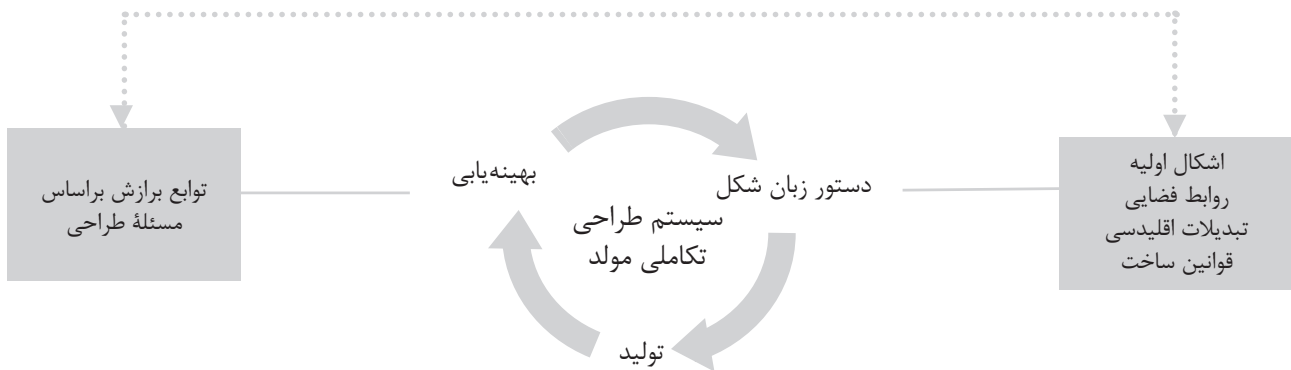 اشکال اولیه
روابط فضایی
تبدیلات اقلیدسی
قوانین ساخت
دستور زبان شکل
بهینه‌یابی
سیستم طراحی
تکاملی مولد
تولید
توابع برازش براساس
مسئلهٔ طراحی